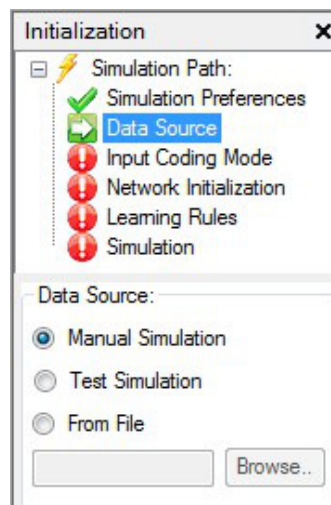 Initialization
Simulation Path:
Simulation Preferences
Data Source
Input Coding Mode
Network Initialization
Learning Rules
Simulation
Data Source:
Manual Simulation
Test Simulation
From File
Browse..